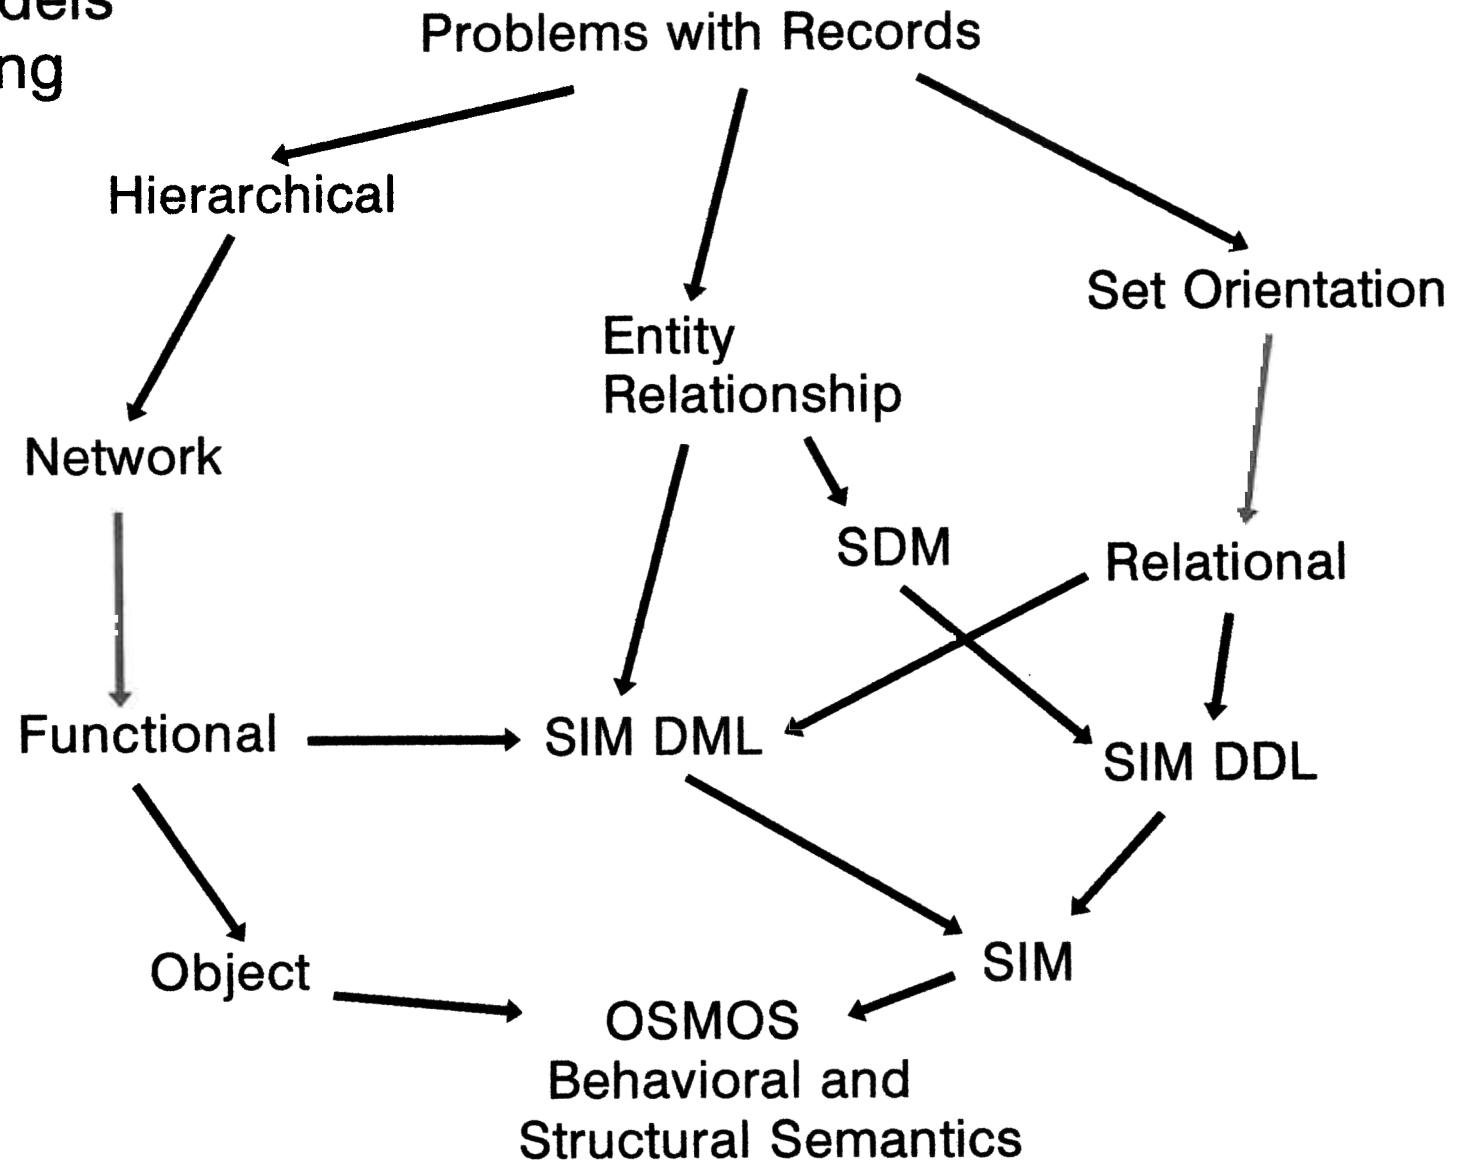 Problems with Records
Hierarchical
Set Orientation
Entity
Relationship
Network
SDM
Relational
Functional
SIM DML
SIM DDL
Object
SIM
OSMOS
Behavioral and
Structural Semantics